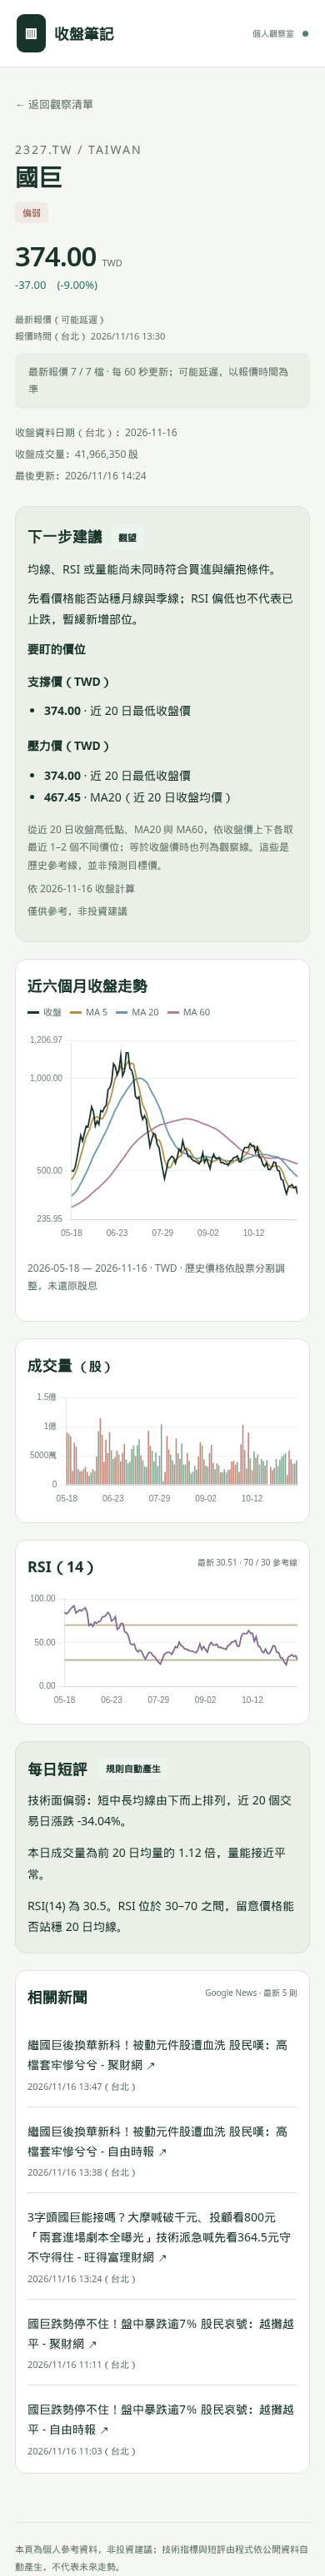 收盤筆記
個人觀察室
← 返回觀察清單
2327.TW / TAIWAN
國巨
偏弱
374.00 TWD
-37.00 (-9.00%)
最新報價（可能延遲）
報價時間（台北） 2026/11/16 13:30
最新報價 7 / 7 檔 · 每 60 秒更新；可能延遲，以報價時間為
準
收盤資料日期（台北）：2026-11-16
收盤成交量：41,966,350 股
最後更新：2026/11/16 14:24
下一步建議 觀望
均線、RSI 或量能尚未同時符合買進與續抱條件。
先看價格能否站穩月線與季線；RSI 偏低也不代表已
止跌，暫緩新增部位。
要盯的價位
支撐價（TWD）
• 374.00 · 近 20 日最低收盤價
壓力價（TWD）
• 374.00 · 近 20 日最低收盤價
• 467.45 · MA20（近 20 日收盤均價）
從近 20 日收盤高低點、MA20 與 MA60，依收盤價上下各取
最近 1–2 個不同價位；等於收盤價時也列為觀察線。這些是
歷史參考線，並非預測目標價。
依 2026-11-16 收盤計算
僅供參考，非投資建議
近六個月收盤走勢
收盤 MA 5 MA 20 MA 60
1,206.97
1,000.00
500.00
235.95
05-18 06-23 07-29 09-02 10-12
2026-05-18 — 2026-11-16 · TWD · 歷史價格依股票分割調
整，未還原股息
成交量（股）
1.5億
1億
5000萬
0
05-18 06-23 07-29 09-02 10-12
RSI（14）
最新 30.51 · 70 / 30 參考線
100.00
50.00
0.00
05-18 06-23 07-29 09-02 10-12
每日短評 規則自動產生
技術面偏弱：短中長均線由下而上排列，近 20 個交
易日漲跌 -34.04%。
本日成交量為前 20 日均量的 1.12 倍，量能接近平
常。
RSI(14) 為 30.5。RSI 位於 30–70 之間，留意價格能
否站穩 20 日均線。
相關新聞
Google News · 最新 5 則
繼國巨後換華新科！被動元件股遭血洗 股民嘆：高
檔套牢慘兮兮 - 聚財網 ↗
2026/11/16 13:47（台北）
繼國巨後換華新科！被動元件股遭血洗 股民嘆：高
檔套牢慘兮兮 - 自由時報 ↗
2026/11/16 13:38（台北）
3字頭國巨能接嗎？大摩喊破千元、投顧看800元
「兩套進場劇本全曝光」技術派急喊先看364.5元守
不守得住 - 旺得富理財網 ↗
2026/11/16 13:24（台北）
國巨跌勢停不住！盤中暴跌逾7% 股民哀號：越攤越
平 - 聚財網 ↗
2026/11/16 11:11（台北）
國巨跌勢停不住！盤中暴跌逾7% 股民哀號：越攤越
平 - 自由時報 ↗
2026/11/16 11:03（台北）
本頁為個人參考資料，非投資建議；技術指標與短評由程式依公開資料自
動產生，不代表未來走勢。